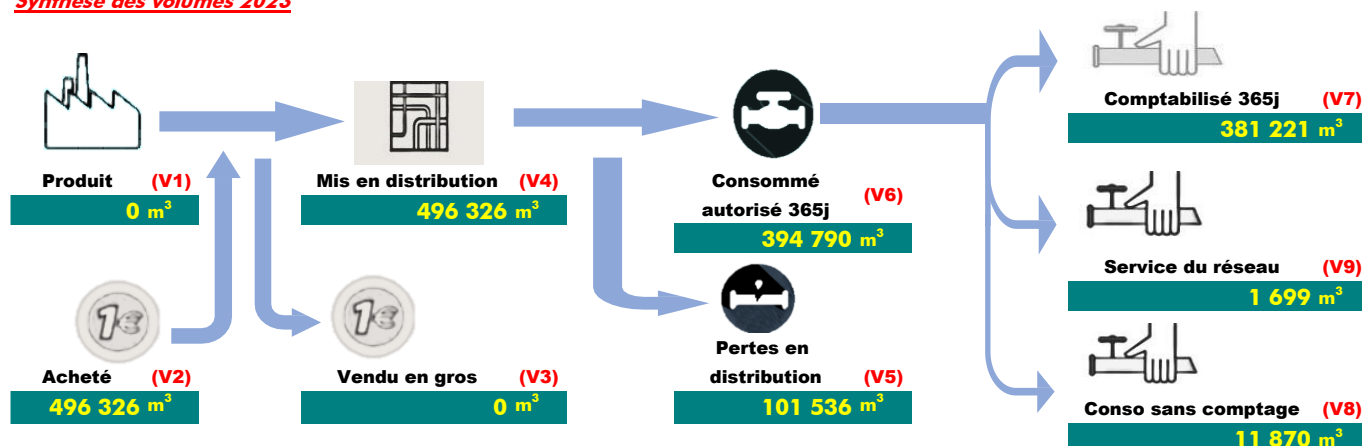 Synthèse des volumes 2023
Produit (V1)
0 m³
Mis en distribution (V4)
496 326 m³
Consommé
autorisé 365j (V6)
394 790 m³
Comptabilisé 365j (V7)
381 221 m³
Service du réseau (V9)
1 699 m³
Acheté (V2)
496 326 m³
1€
Vendu en gros (V3)
0 m³
1€
Pertes en
distribution (V5)
101 536 m³
Conso sans comptage (V8)
11 870 m³